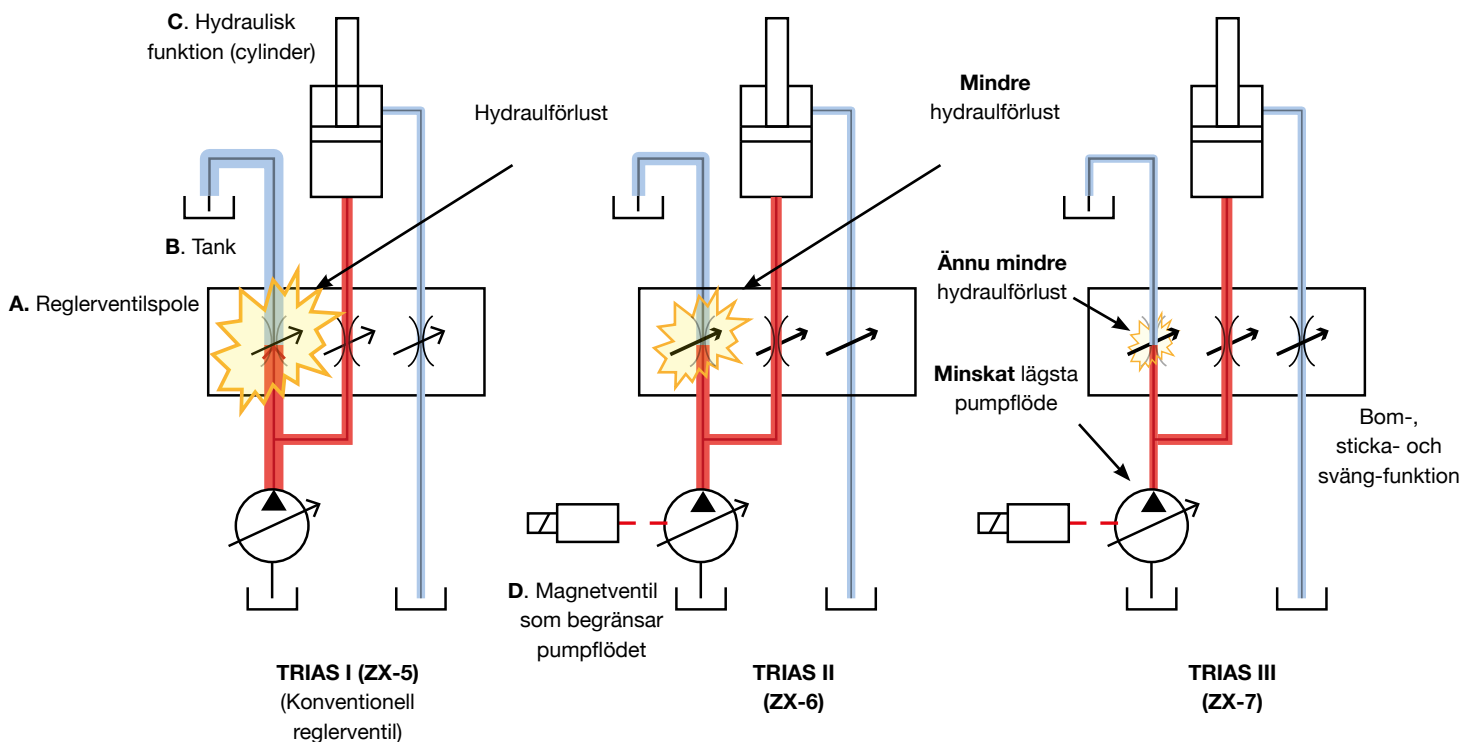 C. Hydraulisk
funktion (cylinder)
Hydraulförlust
Mindre
hydraulförlust
B. Tank
A. Reglerventilspole
Ännu mindre
hydraulförlust
Minskat lägsta
pumpflöde
Bom-,
sticka- och
sväng-funktion
D. Magnetventil
som begränsar
pumpflödet
TRIAS I (ZX-5)
(Konventionell
reglerventil)
TRIAS II
(ZX-6)
TRIAS III
(ZX-7)